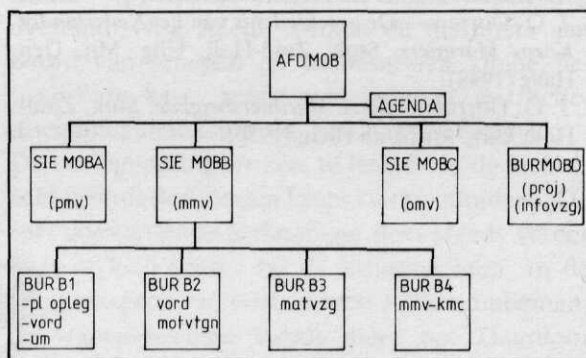 AFDMOB
AGENDA
SIE MOBA
(pmv)
SIE MOBB
(mmv)
SIE MOBC
(omv)
BURMOBD
(proj)
(infovzg)
BUR B1
-pl opleg
-vord
-um
BUR B2
vord
motvtgn
BUR B3
matvzg
BUR B4
mmv-kmc